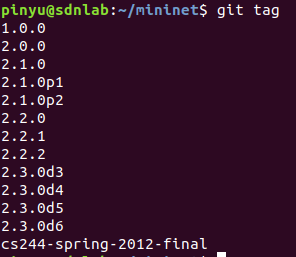 pinyu@sdnlab:~/mininet$ git tag
1.0.0
2.0.0
2.1.0
2.1.0p1
2.1.0p2
2.2.0
2.2.1
2.2.2
2.3.0d3
2.3.0d4
2.3.0d5
2.3.0d6
cs244-spring-2012-final